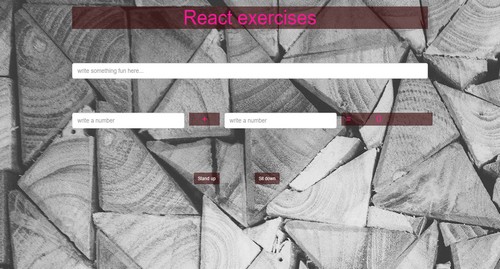 React exercises
write something fun here...
write a number + write a number =
Stand up Sit down